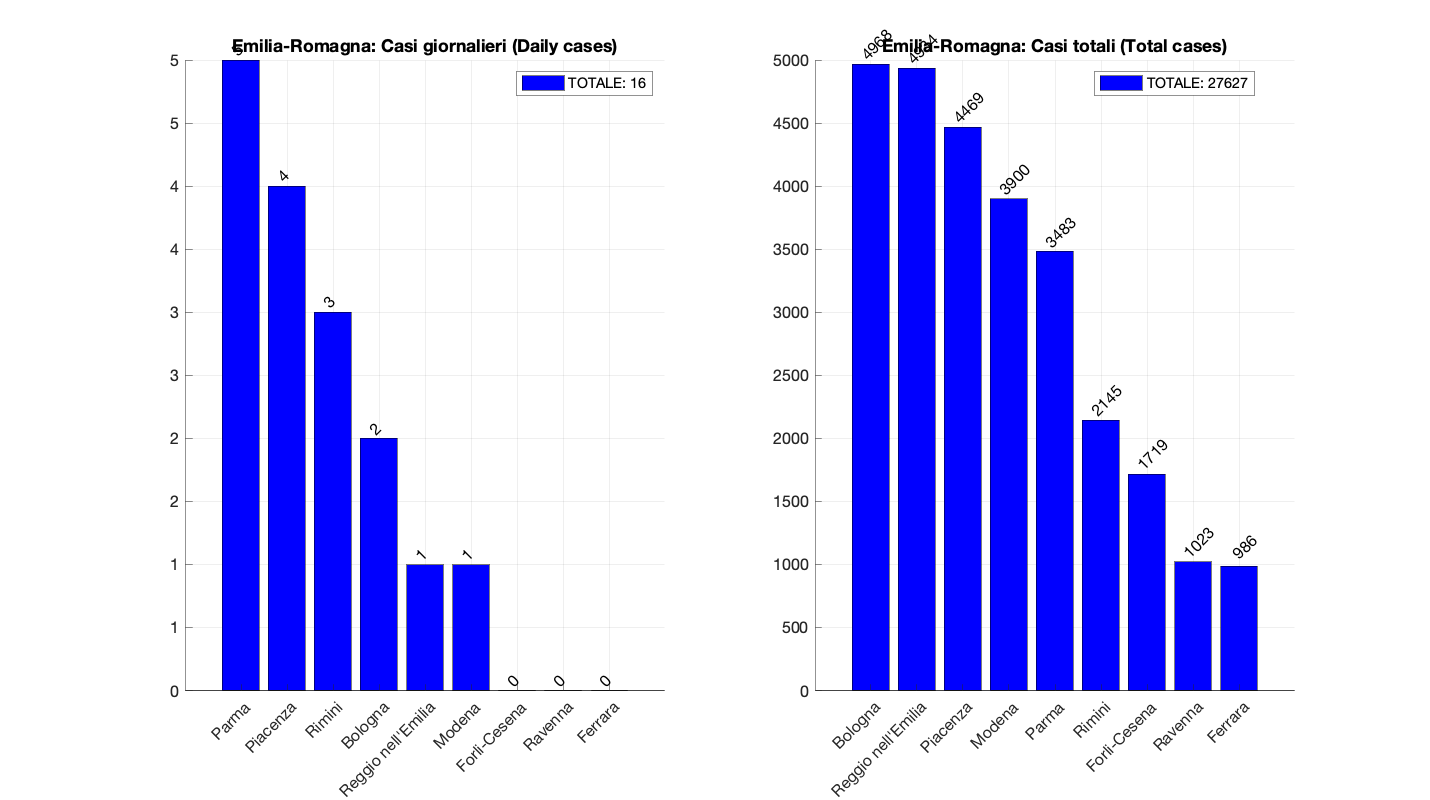 Emilia-Romagna: Casi giornalieri (Daily cases)
TOTALE: 16
5
5
4
4
3
3
2
2
1
1
0
5
4
3
2
1
1
0
0
0
Parma
Piacenza
Rimini
Bologna
Reggio nell'Emilia
Modena
Forlì-Cesena
Ravenna
Ferrara
Emilia-Romagna: Casi totali (Total cases)
TOTALE: 27627
5000
4500
4000
3500
3000
2500
2000
1500
1000
500
0
4968
4934
4469
3900
3483
2145
1719
1023
986
Bologna
Reggio nell'Emilia
Piacenza
Modena
Parma
Rimini
Forlì-Cesena
Ravenna
Ferrara